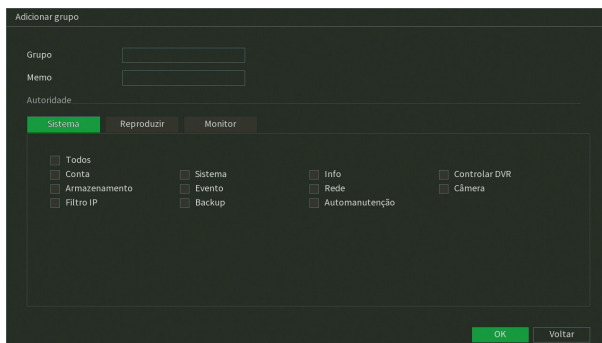 Adicionar grupo
Grupo
Memo
Autoridade
Sistema Reproduzir Monitor
Todos
Conta Sistema Info Controlar DVR
Armazenamento Evento Rede Câmera
Filtro IP Backup Automanutenção
OK Voltar